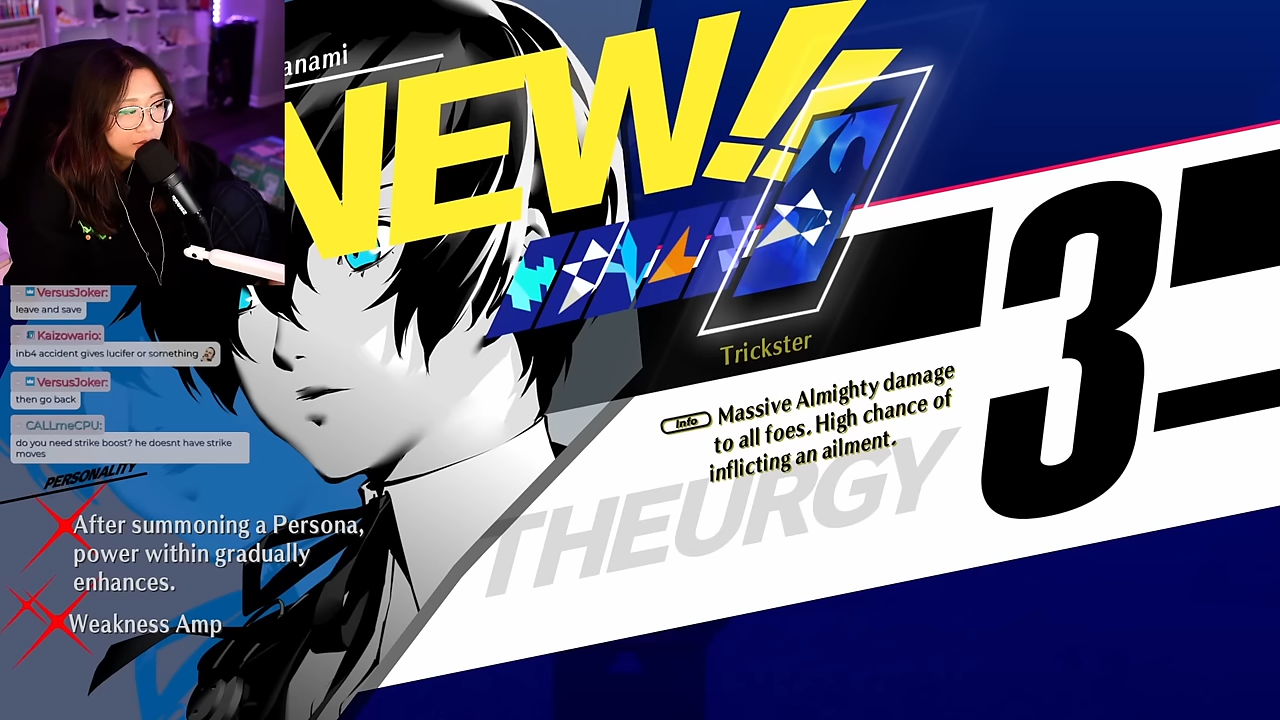 anami
NEW!!
VersusJoker:
leave and save
Kaizowario:
inb4 accident gives lucifer or something
VersusJoker:
then go back
CALLmeCPU:
do you need strike boost? he doesnt have strike
moves
PERSONALITY
After summoning a Persona,
power within gradually
enhances.
Weakness Amp
Trickster
Info Massive Almighty damage
to all foes. High chance of
inflicting an ailment.
THEURGY
3